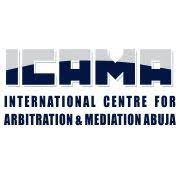 ICAMA
INTERNATIONAL CENTRE FOR
ARBITRATION & MEDIATION ABUJA